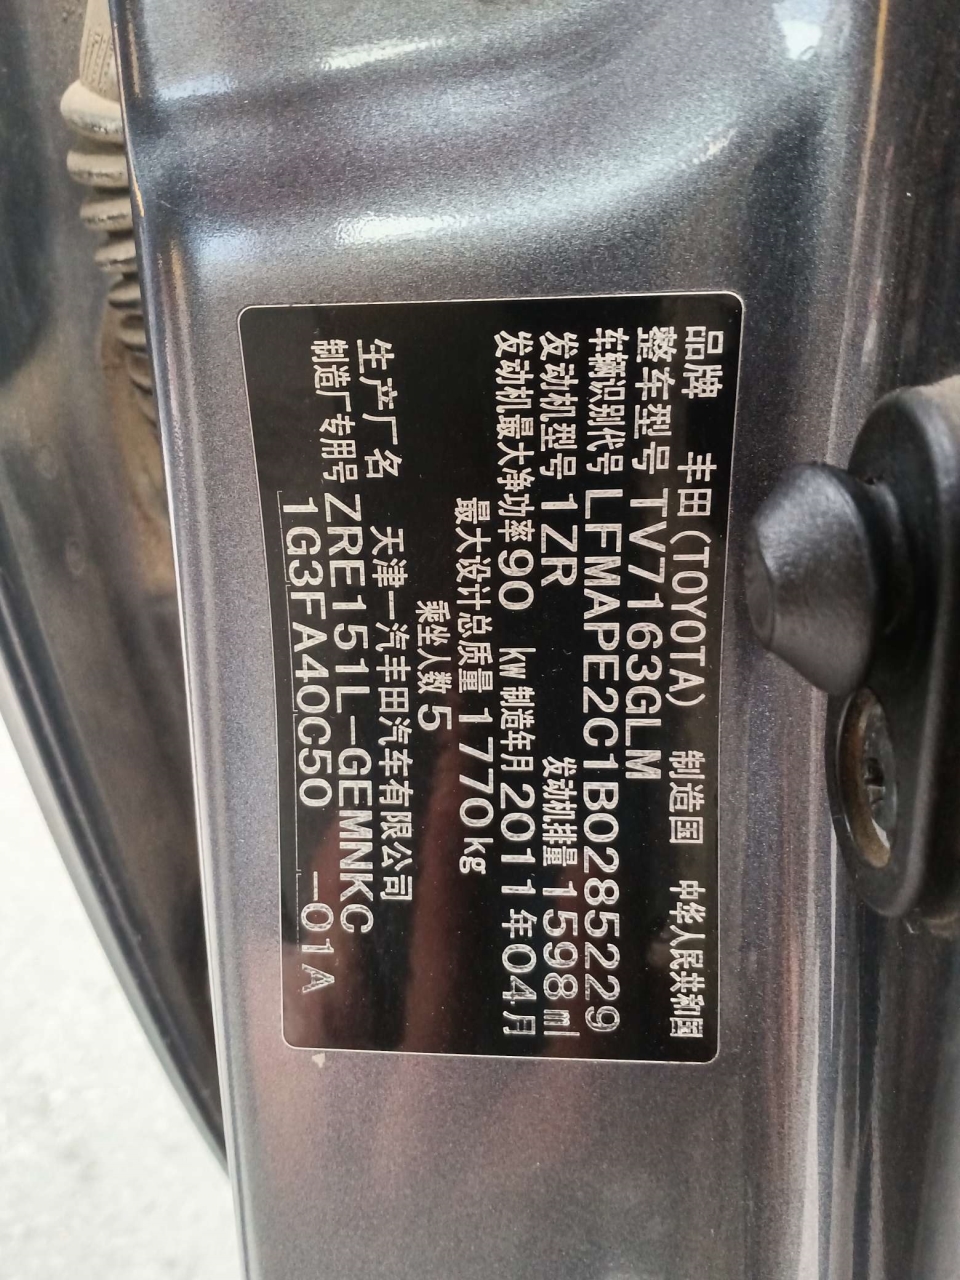 品牌 丰田(TOYOTA) 制造国 中华人民共和国
整车型号 TV7163GLM
车辆识别代号 LFMAPE2C1B0285229
发动机型号 1ZR 发动机排量 1598 ml
发动机最大净功率 90 kW 制造年月 2011年04月
最大设计总质量 1770kg
乘坐人数 5
生产厂名 天津一汽丰田汽车有限公司
制造厂专用号 ZRE151L-GEMNKC
1G3FA40C50 -01A